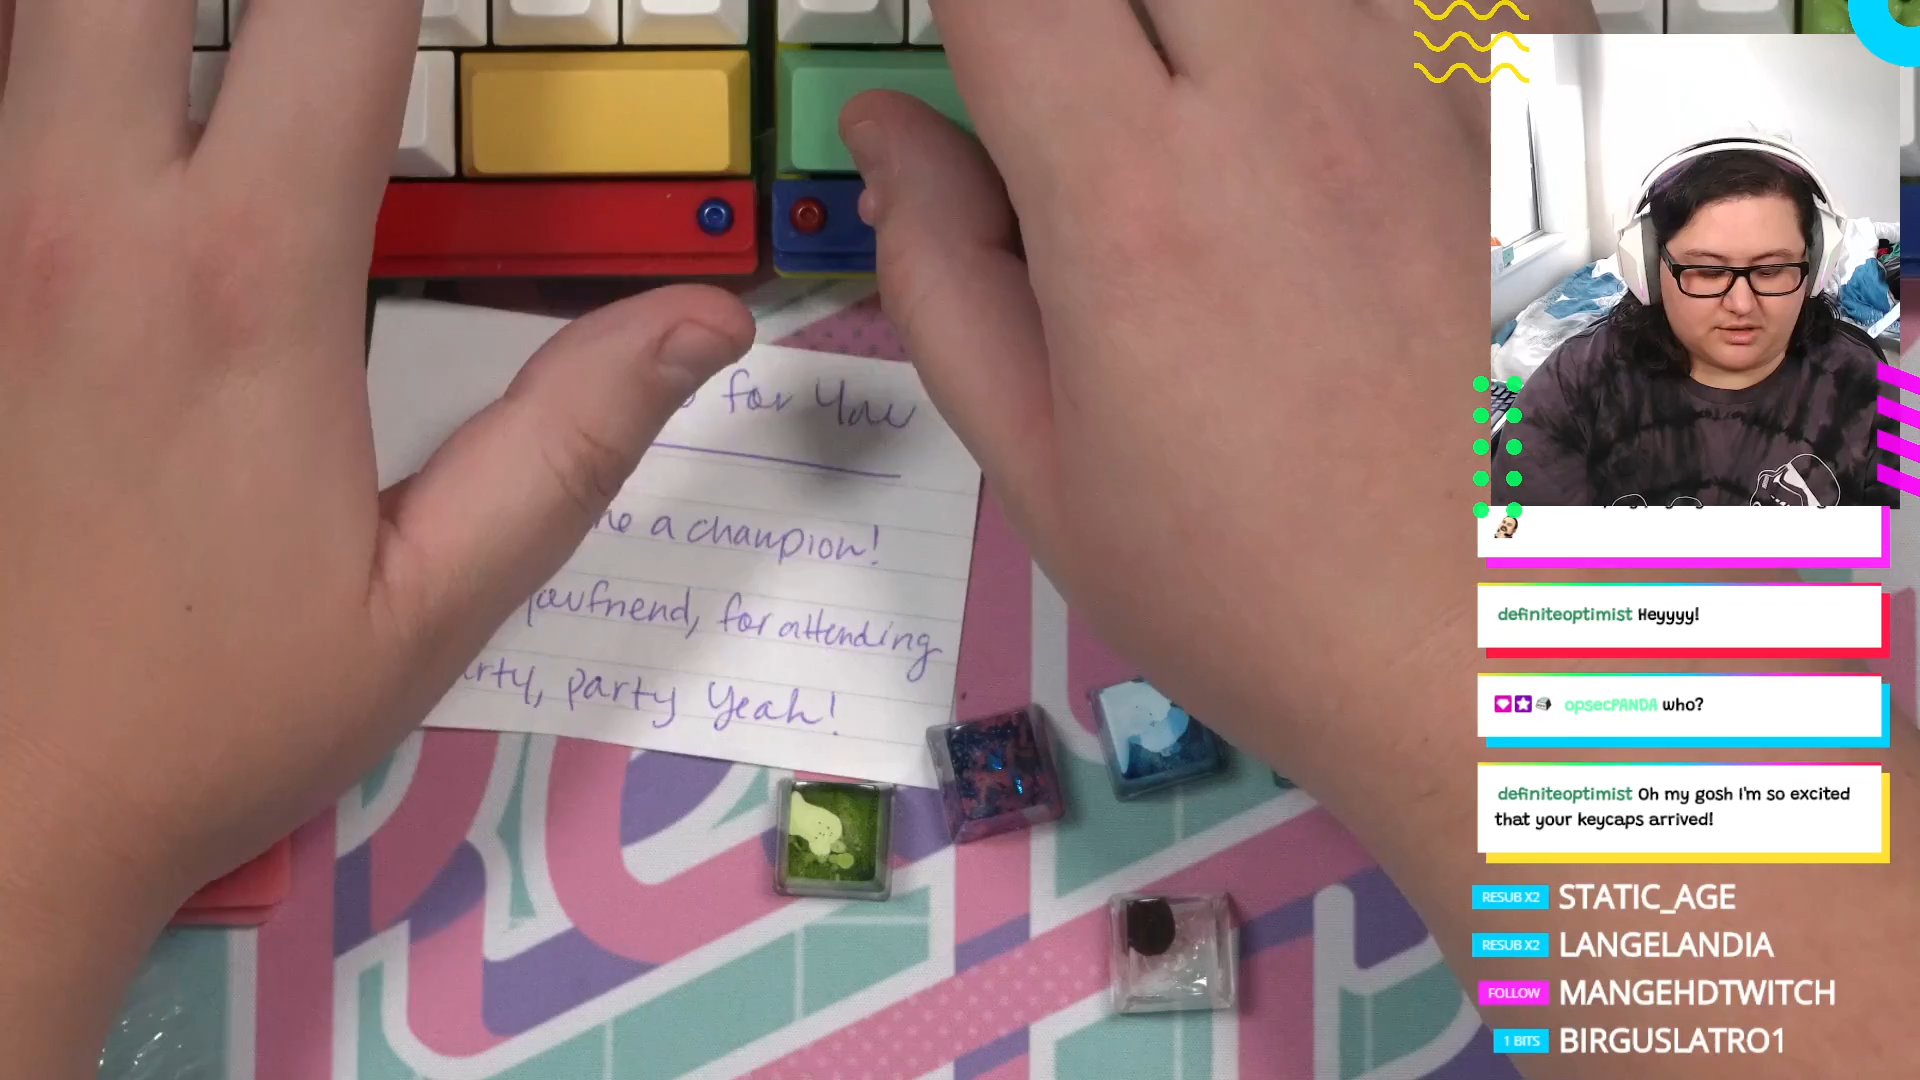 for You
a champion!
for attending
party yeah!
definiteoptimist Heyyyy!
opsecPANDA who?
definiteoptimist Oh my gosh I'm so excited
that your keycaps arrived!
RESUB X2 STATIC_AGE
RESUB X2 LANGELANDIA
FOLLOW MANGEHDTWITCH
1 BITS BIRGUSLATRO1